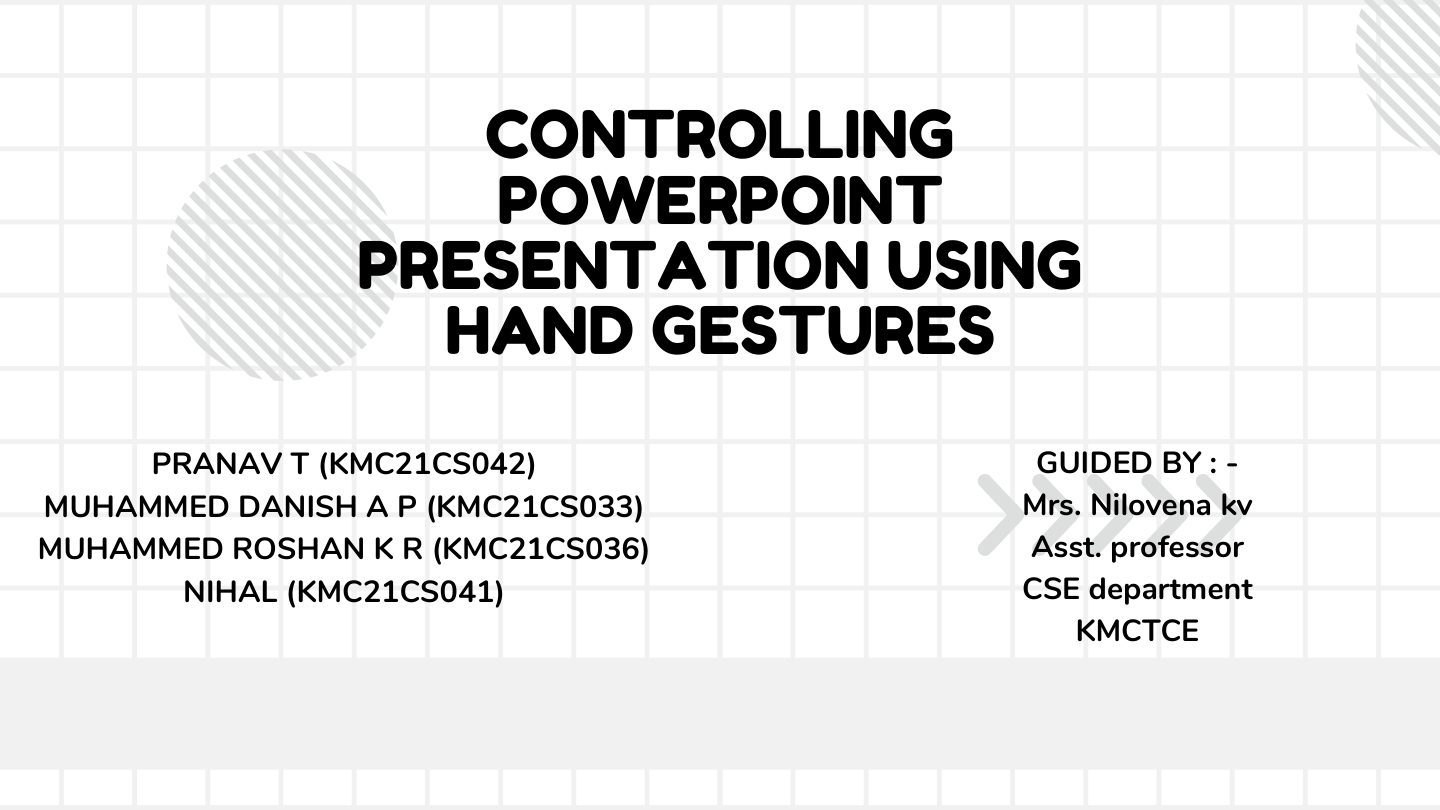 CONTROLLING
POWERPOINT
PRESENTATION USING
HAND GESTURES
PRANAV T (KMC21CS042)
MUHAMMED DANISH A P (KMC21CS033)
MUHAMMED ROSHAN K R (KMC21CS036)
NIHAL (KMC21CS041)
GUIDED BY : -
Mrs. Nilovena kv
Asst. professor
CSE department
KMCTCE